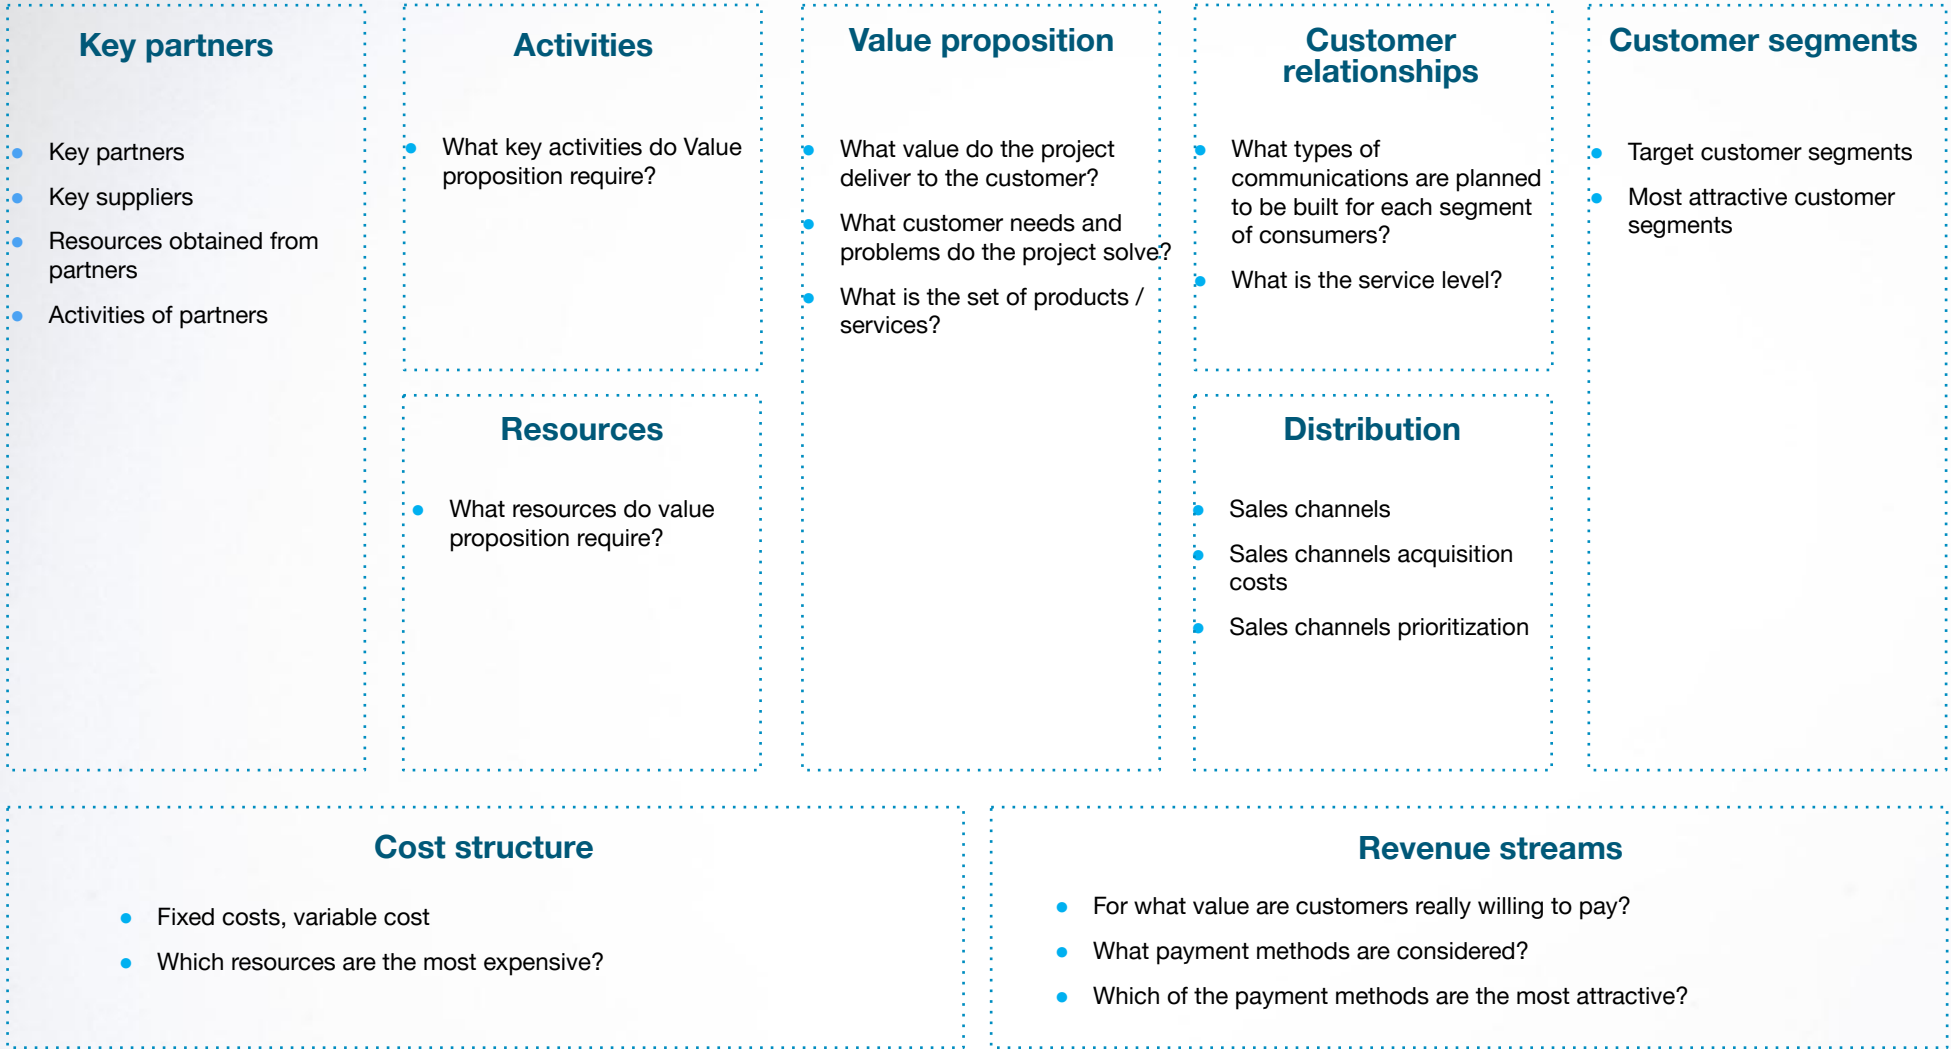 Key partners
Key partners
Key suppliers
Resources obtained from
partners
Activities of partners
Activities
What key activities do Value
proposition require?
Resources
What resources do value
proposition require?
Value proposition
What value do the project
deliver to the customer?
What customer needs and
problems do the project solve?
What is the set of products /
services?
Customer
relationships
What types of
communications are planned
to be built for each segment
of consumers?
What is the service level?
Distribution
Sales channels
Sales channels acquisition
costs
Sales channels prioritization
Customer segments
Target customer segments
Most attractive customer
segments
Cost structure
Fixed costs, variable cost
Which resources are the most expensive?
Revenue streams
For what value are customers really willing to pay?
What payment methods are considered?
Which of the payment methods are the most attractive?